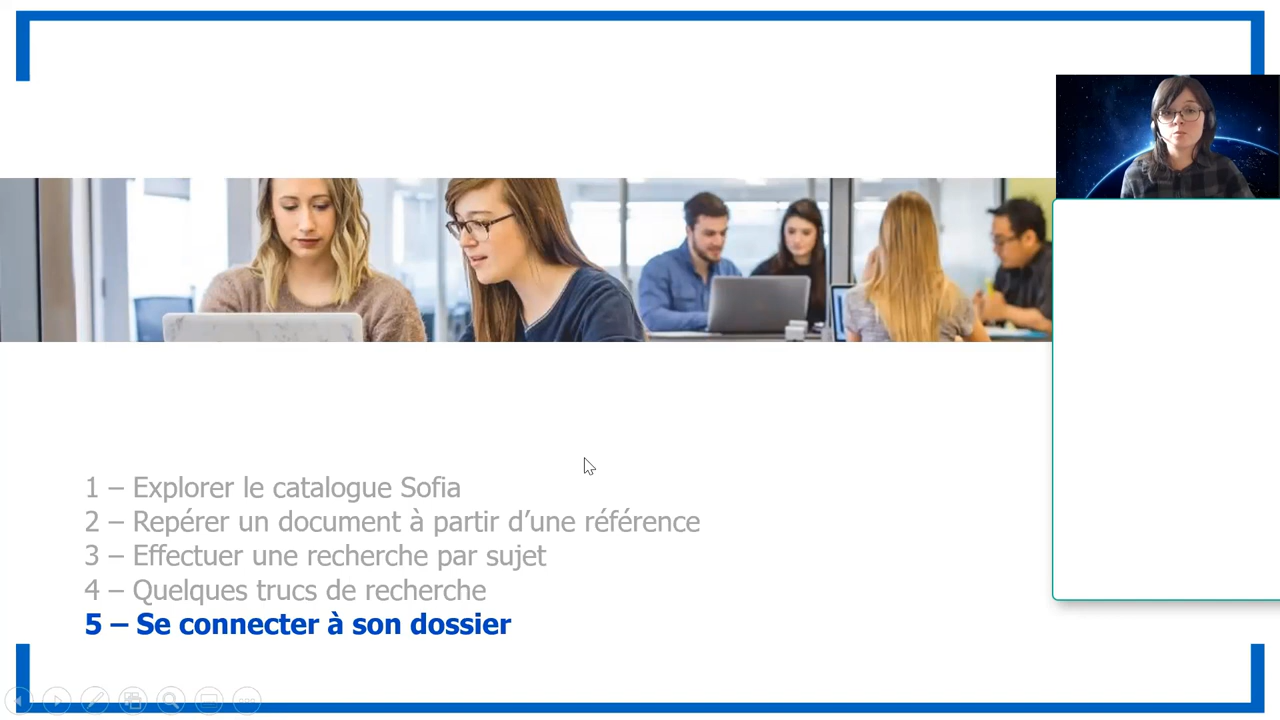 1 – Explorer le catalogue Sofia
2 – Repérer un document à partir d’une référence
3 – Effectuer une recherche par sujet
4 – Quelques trucs de recherche
5 – Se connecter à son dossier